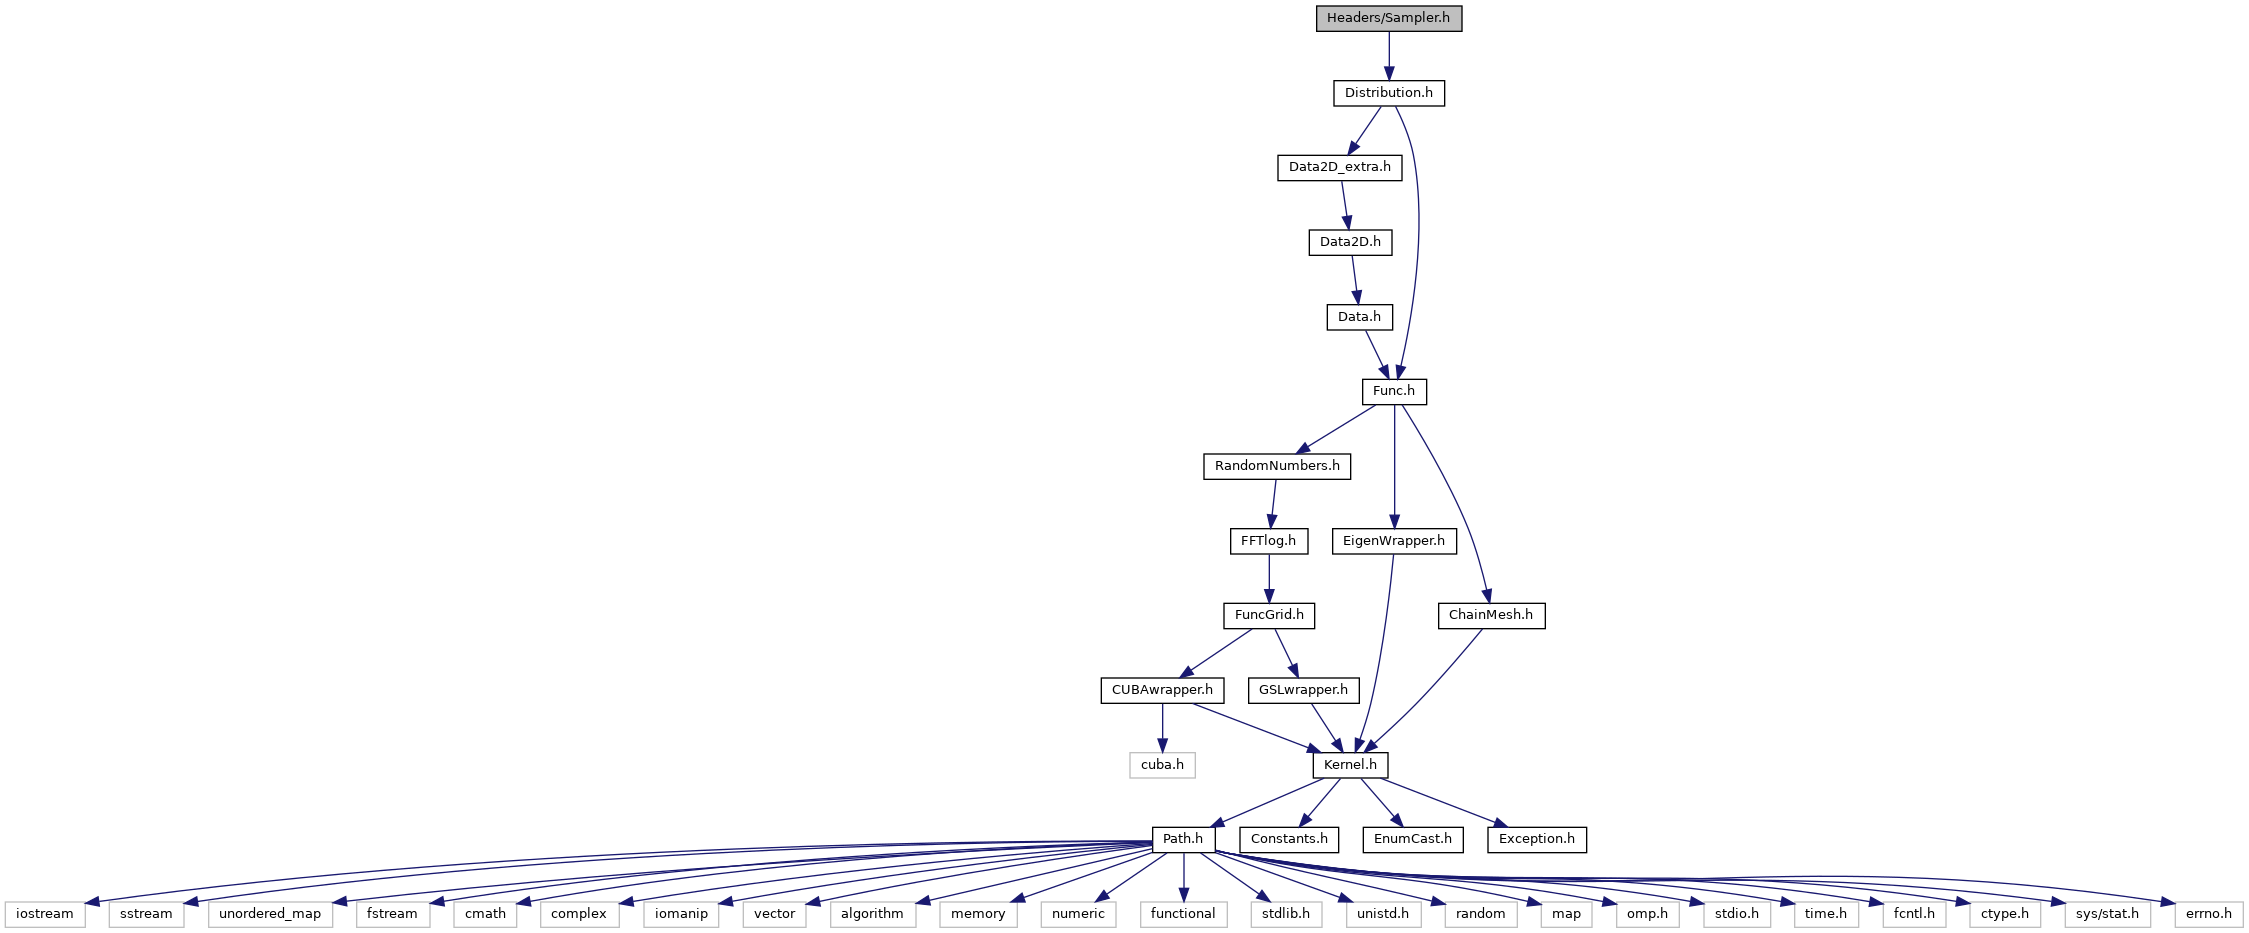 Headers/Sampler.h
Distribution.h
Data2D_extra.h
Data2D.h
Data.h
Func.h
RandomNumbers.h
FFTlog.h
EigenWrapper.h
FuncGrid.h
ChainMesh.h
CUBAwrapper.h
GSLwrapper.h
cuba.h
Kernel.h
Path.h
Constants.h
EnumCast.h
Exception.h
iostream
sstream
unordered_map
fstream
cmath
complex
iomanip
vector
algorithm
memory
numeric
functional
stdlib.h
unistd.h
random
map
omp.h
stdio.h
time.h
fcntl.h
ctype.h
sys/stat.h
errno.h